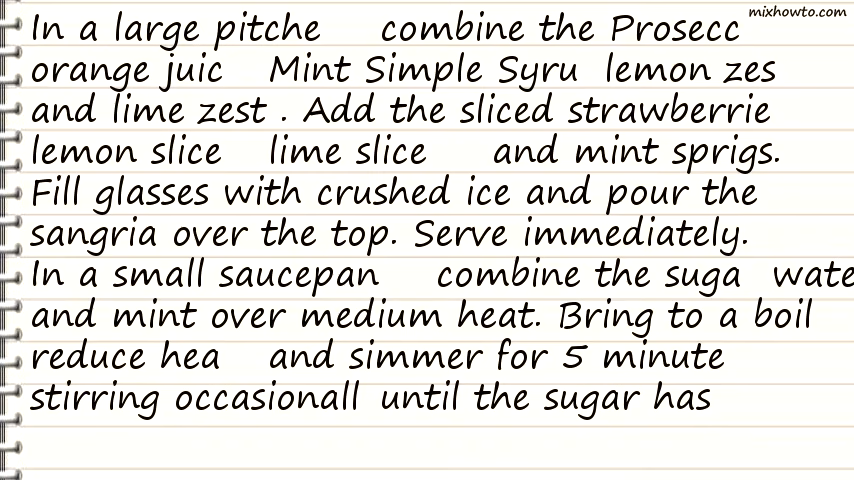 mixhowto.com
In a large pitche combine the Prosecc
orange juic Mint Simple Syru lemon zes
and lime zest . Add the sliced strawberrie
lemon slice lime slice and mint sprigs.
Fill glasses with crushed ice and pour the
sangria over the top. Serve immediately.
In a small saucepan combine the suga wate
and mint over medium heat. Bring to a boil
reduce hea and simmer for 5 minute
stirring occasionall until the sugar has